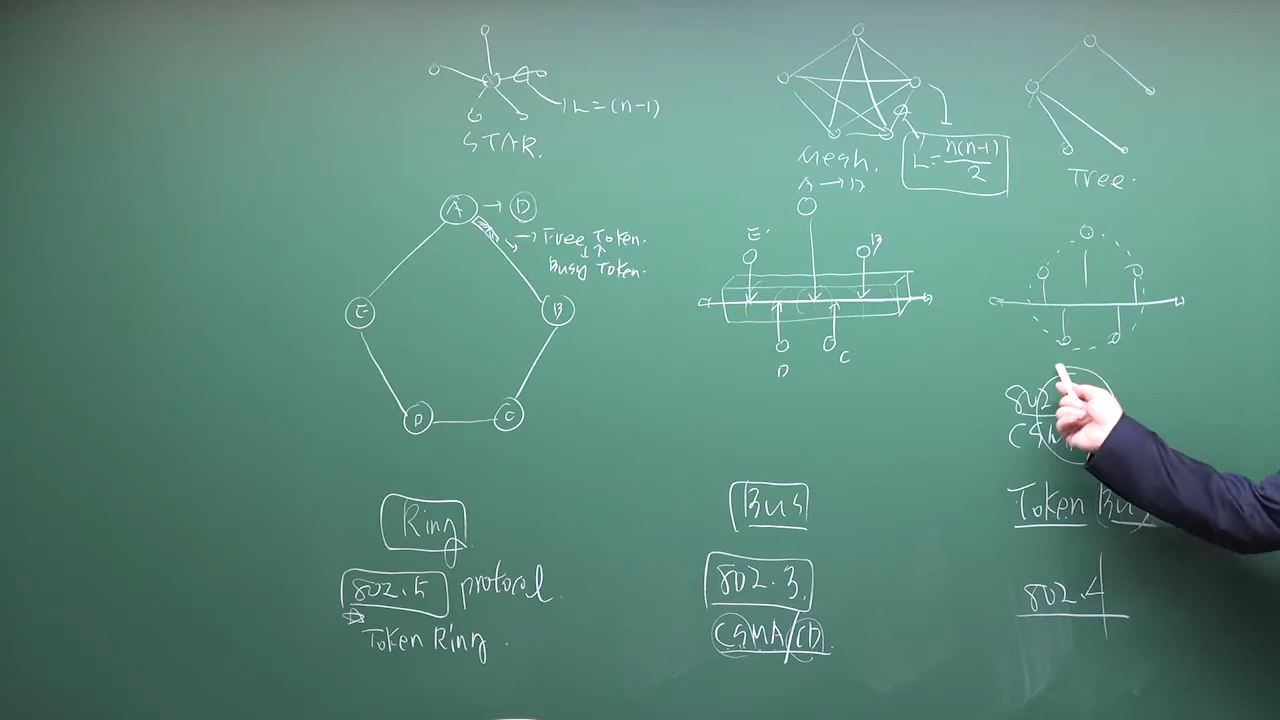 L=(n-1)
STAR.
Mesh.
L=n(n-1)/2
Tree.
A → D
A → B
Free Token.
Busy Token.
E
B
D
C
E.
B
D
C
Ring
802.5 protocol
Token Ring.
Bus
802.3
CSMA/CD.
802
CSM
Token Bus
802.4